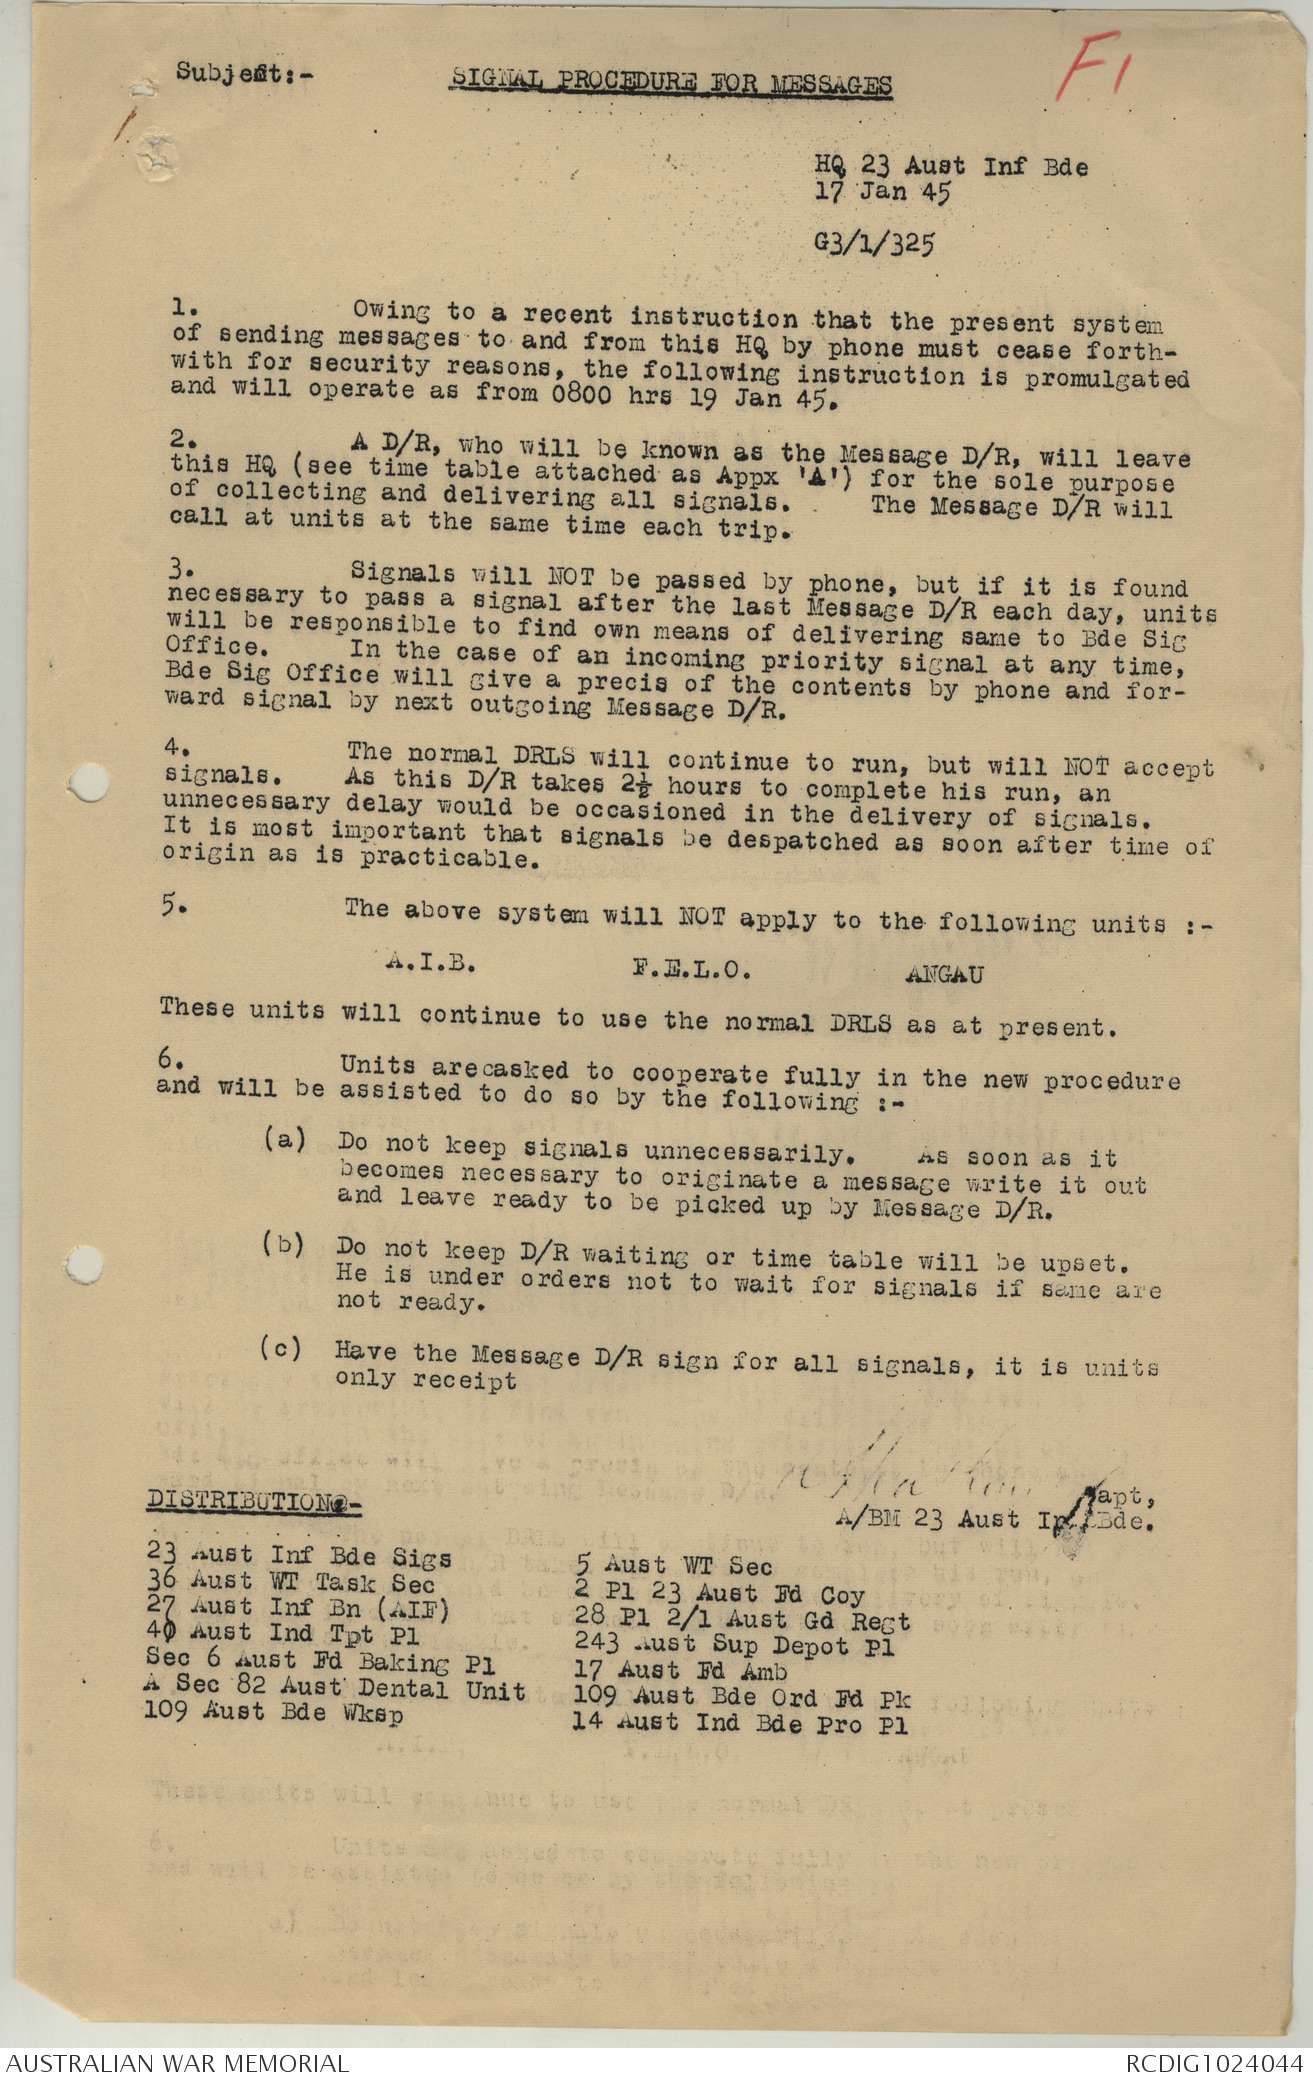 Subject:- SIGNAL PROCEDURE FOR MESSAGES
F1
HQ 23 Aust Inf Bde
17 Jan 45
G3/1/325
1. Owing to a recent instruction that the present system
of sending messages to and from this HQ by phone must cease forth-
with for security reasons, the following instruction is promulgated
and will operate as from 0800 hrs 19 Jan 45.
2. A D/R, who will be known as the Message D/R, will leave
this HQ (see time table attached as Appx 'A') for the sole purpose
of collecting and delivering all signals. The Message D/R will
call at units at the same time each trip.
3. Signals will NOT be passed by phone, but if it is found
necessary to pass a signal after the last Message D/R each day, units
will be responsible to find own means of delivering same to Bde Sig
Office. In the case of an incoming priority signal at any time,
Bde Sig Office will give a precis of the contents by phone and for-
ward signal by next outgoing Message D/R.
4. The normal DRLS will continue to run, but will NOT accept
signals. As this D/R takes 2½ hours to complete his run, an
unnecessary delay would be occasioned in the delivery of signals.
It is most important that signals be despatched as soon after time of
origin as is practicable.
5. The above system will NOT apply to the following units :-
A.I.B. F.E.L.O. ANGAU
These units will continue to use the normal DRLS as at present.
6. Units arecasked to cooperate fully in the new procedure
and will be assisted to do so by the following :-
(a) Do not keep signals unnecessarily. As soon as it
becomes necessary to originate a message write it out
and leave ready to be picked up by Message D/R.
(b) Do not keep D/R waiting or time table will be upset.
He is under orders not to wait for signals if same are
not ready.
(c) Have the Message D/R sign for all signals, it is units
only receipt
Capt,
A/BM 23 Aust Inf Bde.
DISTRIBUTION:-
23 Aust Inf Bde Sigs 5 Aust WT Sec
36 Aust WT Task Sec 2 Pl 23 Aust Fd Coy
27 Aust Inf Bn (AIF) 28 Pl 2/1 Aust Gd Regt
40 Aust Ind Tpt Pl 243 Aust Sup Depot Pl
Sec 6 Aust Fd Baking Pl 17 Aust Fd Amb
A Sec 82 Aust Dental Unit 109 Aust Bde Ord Fd Pk
109 Aust Bde Wksp 14 Aust Ind Bde Pro Pl
AUSTRALIAN WAR MEMORIAL RCDIG1024044